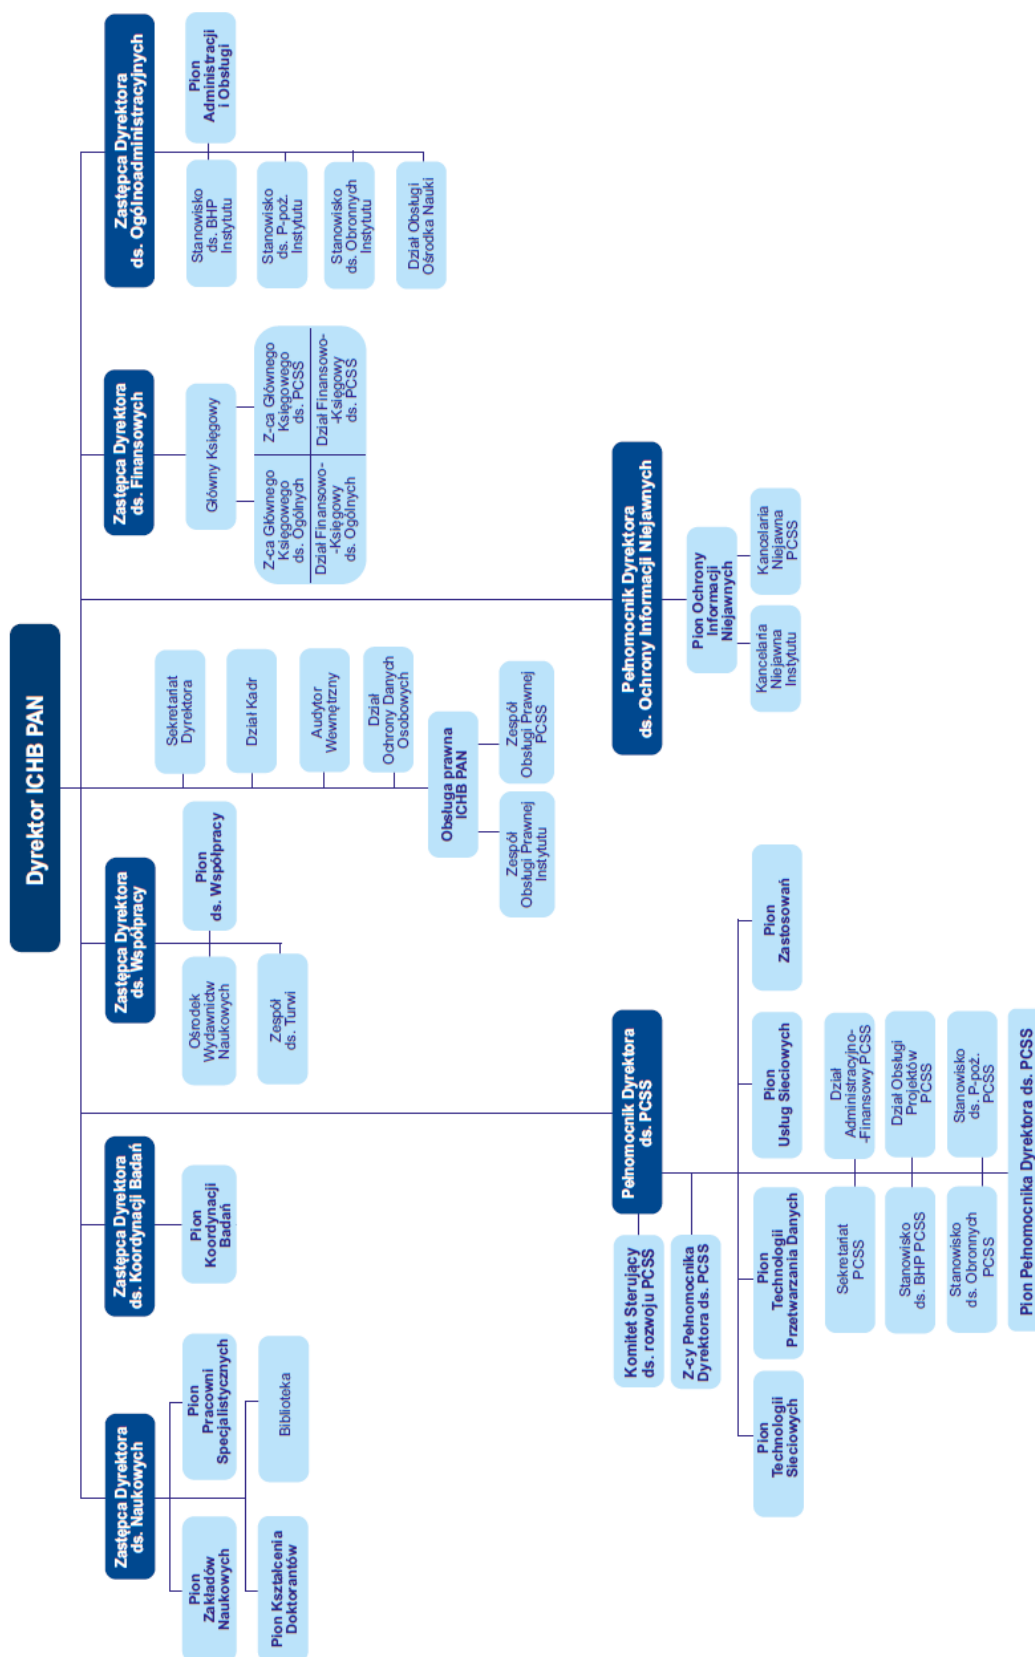 Dyrektor ICHB PAN
Zastępca Dyrektora
ds. Naukowych
Pion
Zakładów
Naukowych
Pion
Pracowni
Specjalistycznych
Pion Kształcenia
Doktorantów
Biblioteka
Zastępca Dyrektora
ds. Koordynacji Badań
Pion
Koordynacji
Badań
Zastępca Dyrektora
ds. Współpracy
Ośrodek
Wydawnictw
Naukowych
Pion
ds. Współpracy
Zespół
ds. Turwi
Sekretariat
Dyrektora
Dział Kadr
Audytor
Wewnętrzny
Dział
Ochrony Danych
Osobowych
Obsługa prawna
ICHB PAN
Zespół
Obsługi Prawnej
Instytutu
Zespół
Obsługi Prawnej
PCSS
Zastępca Dyrektora
ds. Finansowych
Główny Księgowy
Z-ca Głównego
Księgowego
ds. Ogólnych
Z-ca Głównego
Księgowego
ds. PCSS
Dział Finansowo-
-Księgowy
ds. Ogólnych
Dział Finansowo-
-Księgowy
ds. PCSS
Zastępca Dyrektora
ds. Ogólnoadministracyjnych
Stanowisko
ds. BHP
Instytutu
Pion
Administracji
i Obsługi
Stanowisko
ds. P-poż.
Instytutu
Stanowisko
ds. Obronnych
Instytutu
Dział Obsługi
Ośrodka Nauki
Pełnomocnik Dyrektora
ds. PCSS
Komitet Sterujący
ds. rozwoju PCSS
Z-cy Pełnomocnika
Dyrektora ds. PCSS
Pion
Technologii
Sieciowych
Pion
Technologii
Przetwarzania Danych
Pion
Usług Sieciowych
Pion
Zastosowań
Sekretariat
PCSS
Dział
Administracyjno-
-Finansowy PCSS
Stanowisko
ds. BHP PCSS
Dział Obsługi
Projektów
PCSS
Stanowisko
ds. Obronnych
PCSS
Stanowisko
ds. P-poż.
PCSS
Pion Pełnomocnika Dyrektora ds. PCSS
Pełnomocnik Dyrektora
ds. Ochrony Informacji Niejawnych
Pion Ochrony
Informacji
Niejawnych
Kancelaria
Niejawna
Instytutu
Kancelaria
Niejawna
PCSS